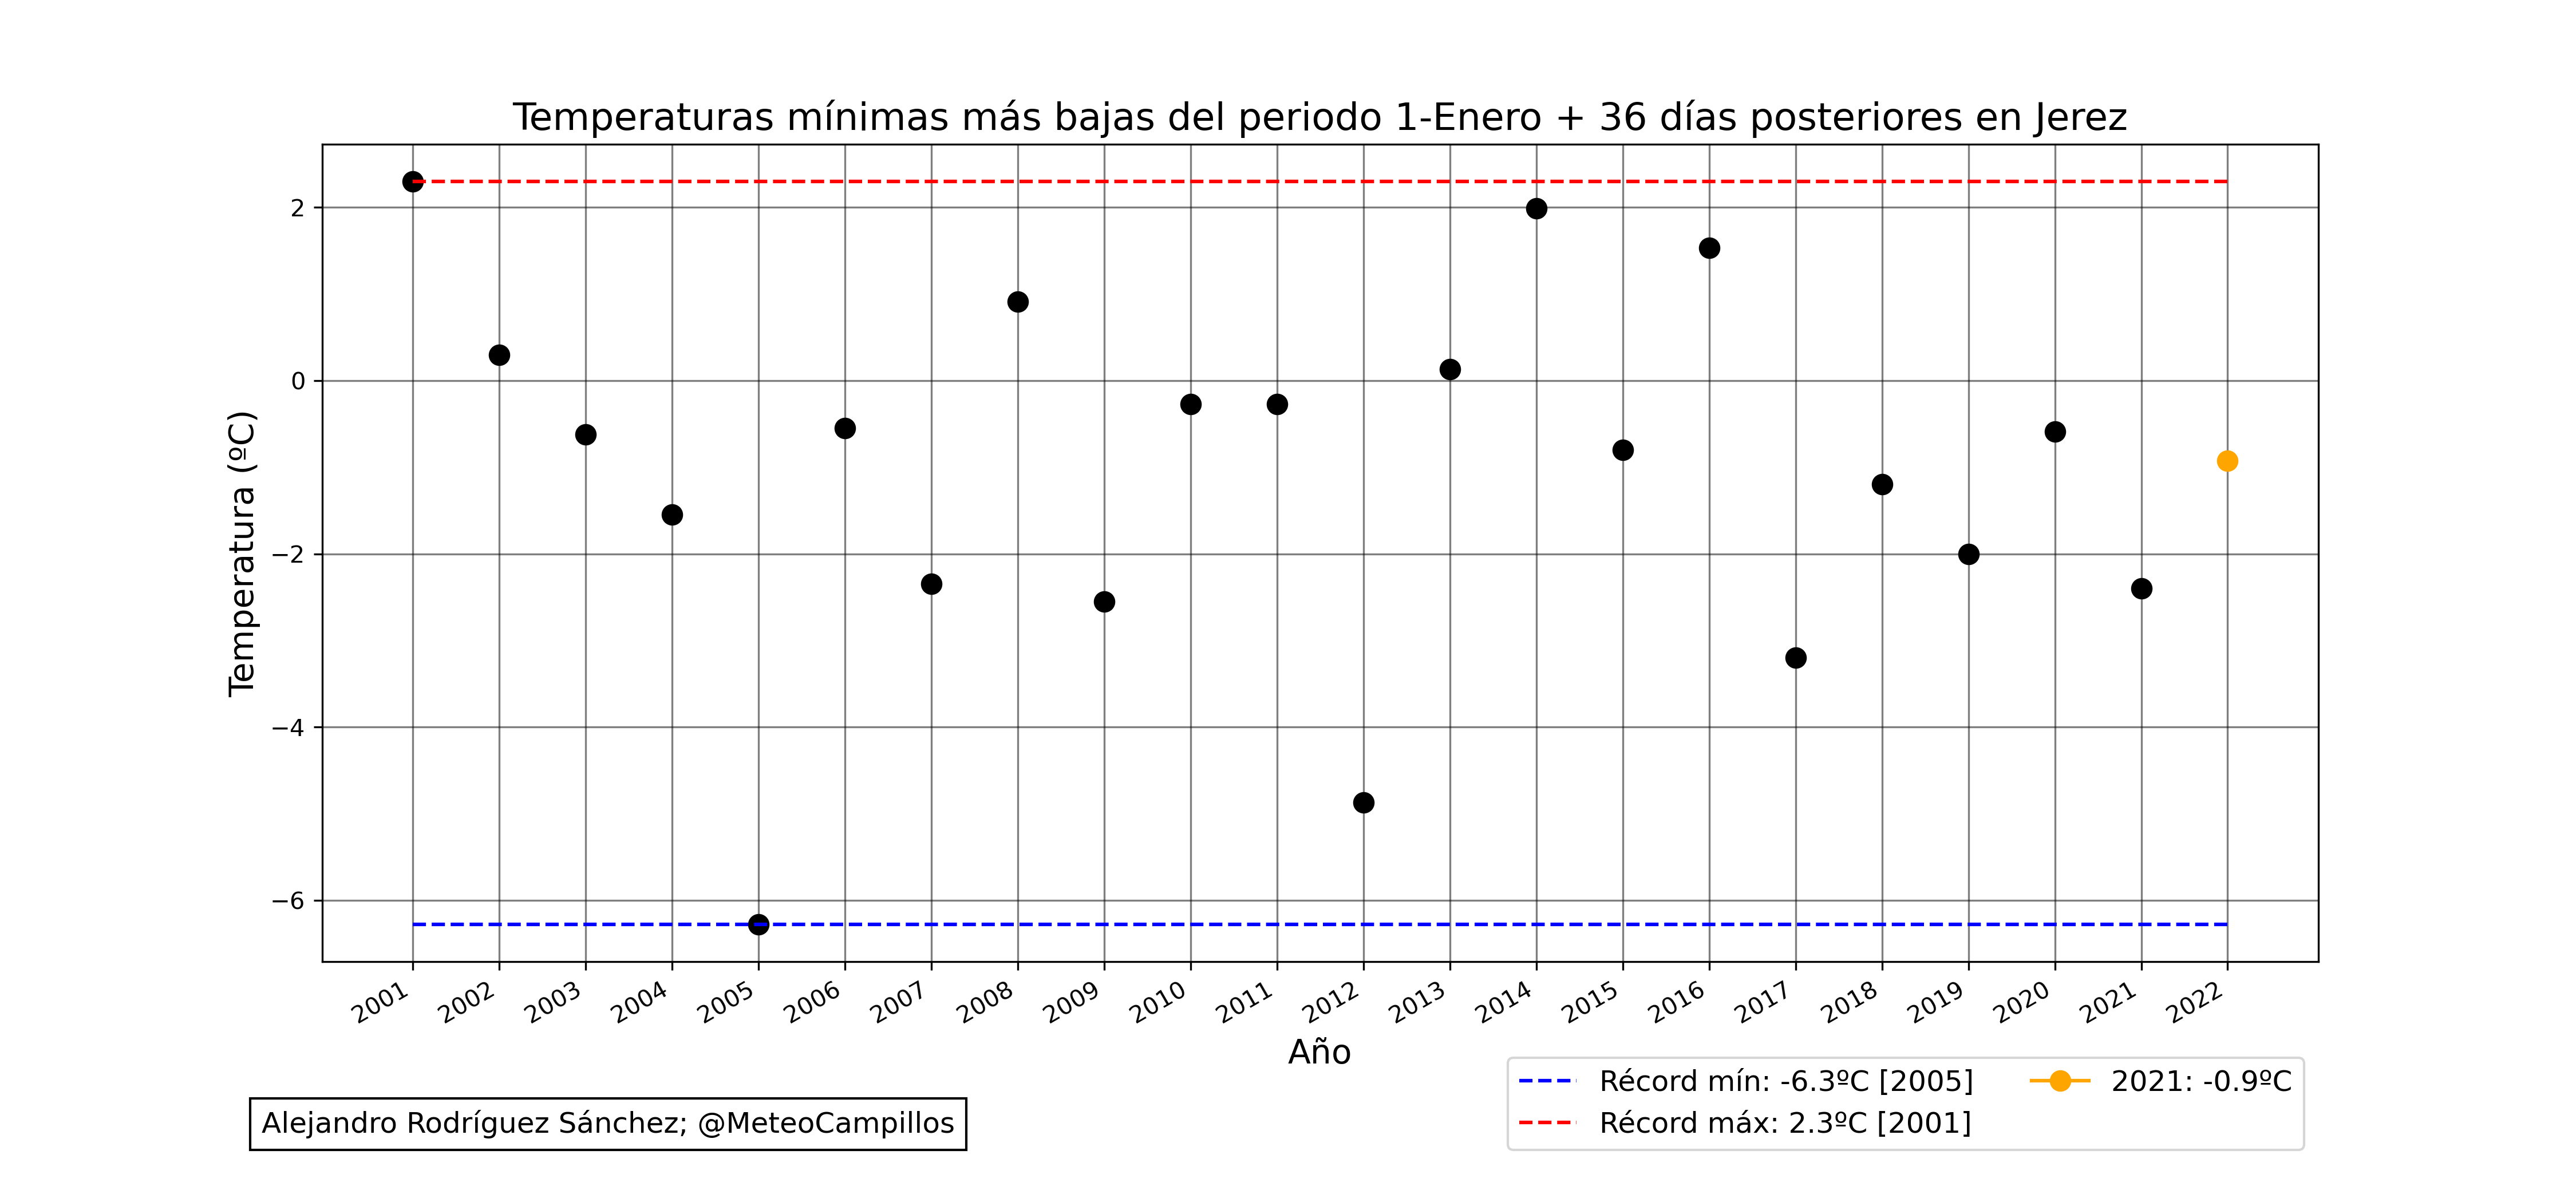 Temperaturas mínimas más bajas del periodo 1-Enero + 36 días posteriores en Jerez
Temperatura (ºC)
2
0
−2
−4
−6
2001 2002 2003 2004 2005 2006 2007 2008 2009 2010 2011 2012 2013 2014 2015 2016 2017 2018 2019 2020 2021 2022
Año
Récord mín: -6.3ºC [2005]
Récord máx: 2.3ºC [2001]
2021: -0.9ºC
Alejandro Rodríguez Sánchez; @MeteoCampillos